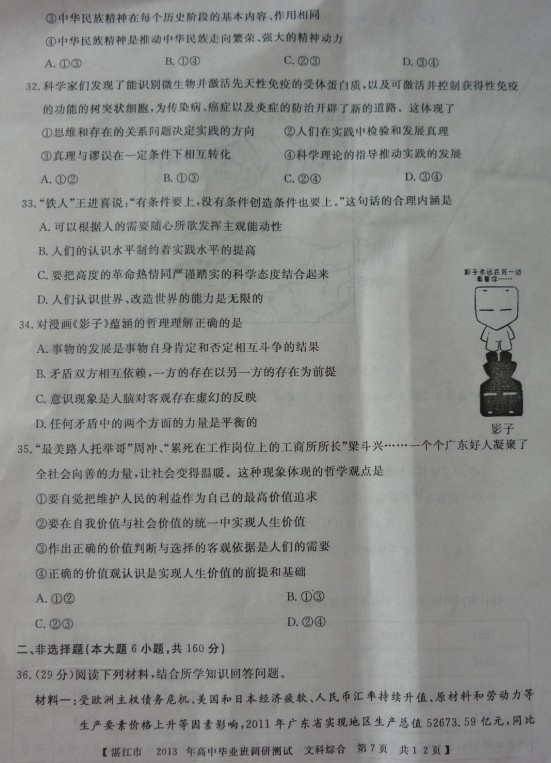 ③中华民族精神在每个历史阶段的基本内容、作用相同
④中华民族精神是推动中华民族走向繁荣、强大的精神动力
A. ①③ B. ①④ C. ②③ D. ③④
32. 科学家们发现了能识别微生物并激活先天性免疫的受体蛋白质,以及可激活并控制获得性免疫
的功能的树突状细胞,为传染病、癌症以及炎症的防治开辟了新的道路。这体现了
①思维和存在的关系问题决定实践的方向 ②人们在实践中检验和发展真理
③真理与谬误在一定条件下相互转化 ④科学理论的指导推动实践的发展
A. ①② B. ①③ C. ②④ D. ③④
33. “铁人”王进喜说:“有条件要上,没有条件创造条件也要上。”这句话的合理内涵是
A. 可以根据人的需要随心所欲发挥主观能动性
B. 人们的认识水平制约着实践水平的提高
C. 要把高度的革命热情同严谨踏实的科学态度结合起来
D. 人们认识世界、改造世界的能力是无限的
影子永远在另一边
看着你……
34. 对漫画《影子》蕴涵的哲理理解正确的是
A. 事物的发展是事物自身肯定和否定相互斗争的结果
B. 矛盾双方相互依赖,一方的存在以另一方的存在为前提
C. 意识现象是人脑对客观存在虚幻的反映
D. 任何矛盾中的两个方面的力量是平衡的
影子
35. “最美路人托举哥”周冲、“累死在工作岗位上的工商所所长”梁斗兴……一个个广东好人凝聚了
全社会向善的力量,让社会变得温暖。这种现象体现的哲学观点是
①要自觉把维护人民的利益作为自己的最高价值追求
②要在自我价值与社会价值的统一中实现人生价值
③作出正确的价值判断与选择的客观依据是人们的需要
④正确的价值观认识是实现人生价值的前提和基础
A. ①② B. ①③
C. ②③ D. ②④
二、非选择题(本大题 6 小题,共 160 分)
36. (29 分)阅读下列材料,结合所学知识回答问题。
材料一:受欧洲主权债务危机、美国和日本经济疲软、人民币汇率持续升值、原材料和劳动力等
生产要素价格上升等因素影响,2011 年广东省实现地区生产总值 52673.59 亿元,同比
【湛江市 2013 年高中毕业班调研测试 文科综合 第 7 页 共 1 2 页】